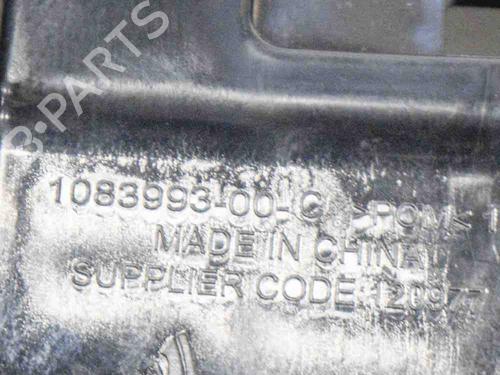 B-PARTS
1083993-00-C >POM<
MADE IN CHINA
SUPPLIER CODE 120977